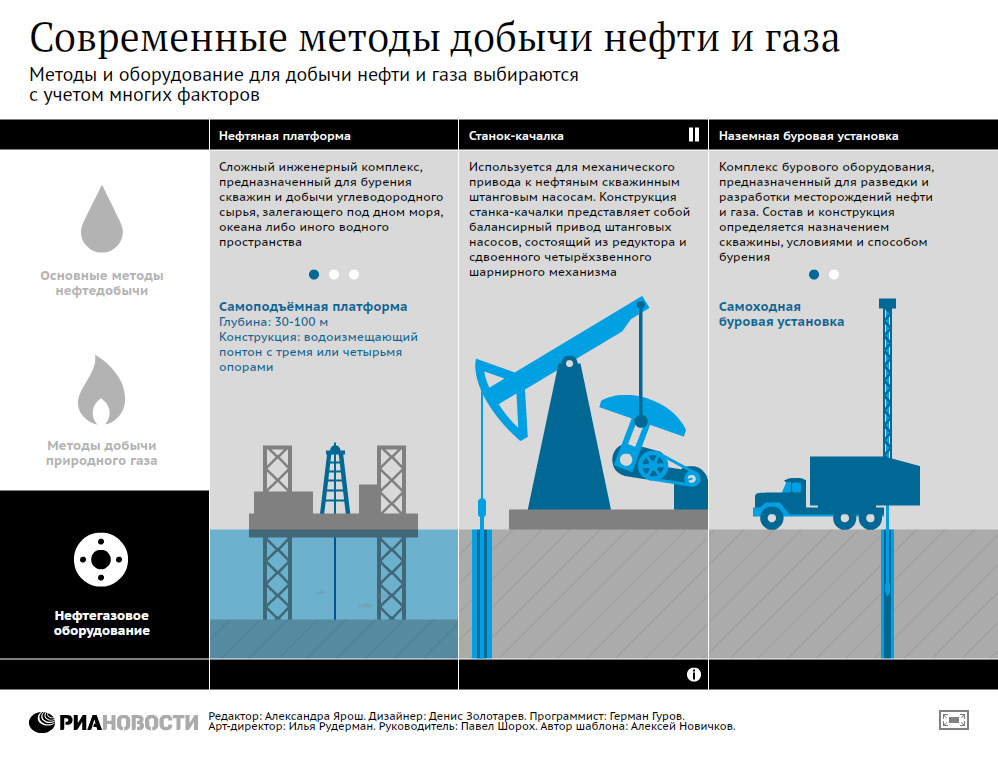 Современные методы добычи нефти и газа
Методы и оборудование для добычи нефти и газа выбираются
с учетом многих факторов
Основные методы
нефтедобычи
Методы добычи
природного газа
Нефтегазовое
оборудование
Нефтяная платформа
Сложный инженерный комплекс,
предназначенный для бурения
скважин и добычи углеводородного
сырья, залегающего под дном моря,
океана либо иного водного
пространства
Самоподъёмная платформа
Глубина: 30-100 м
Конструкция: водоизмещающий
понтон с тремя или четырьмя
опорами
Станок-качалка
Используется для механического
привода к нефтяным скважинным
штанговым насосам. Конструкция
станка-качалки представляет собой
балансирный привод штанговых
насосов, состоящий из редуктора и
сдвоенного четырёхзвенного
шарнирного механизма
Наземная буровая установка
Комплекс бурового оборудования,
предназначенный для разведки и
разработки месторождений нефти
и газа. Состав и конструкция
определяется назначением
скважины, условиями и способом
бурения
Самоходная
буровая установка
i
РИАНОВОСТИ
Редактор: Александра Ярош. Дизайнер: Денис Золотарев. Программист: Герман Гуров.
Арт-директор: Илья Рудерман. Руководитель: Павел Шорох. Автор шаблона: Алексей Новичков.